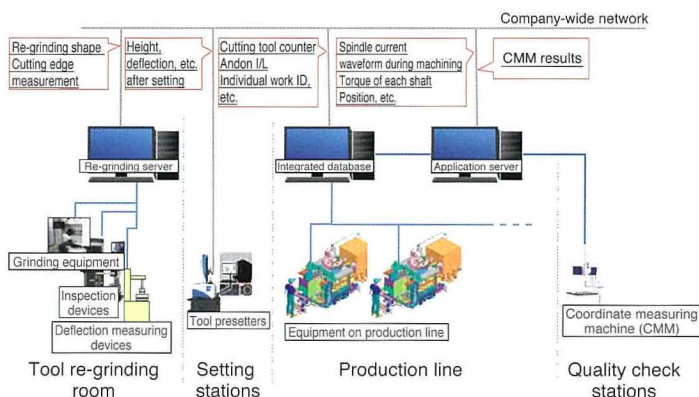 Company-wide network
Re-grinding shape
Cutting edge
measurement
Height,
deflection, etc.
after setting
Cutting tool counter
Andon I/L
Individual work ID,
etc.
Spindle current
waveform during machining
Torque of each shaft
Position, etc.
CMM results
Re-grinding server
Integrated database
Application server
Grinding equipment
Inspection
devices
Deflection measuring
devices
Tool presetters
Equipment on production line
Coordinate measuring
machine (CMM)
Tool re-grinding
room
Setting
stations
Production line
Quality check
stations